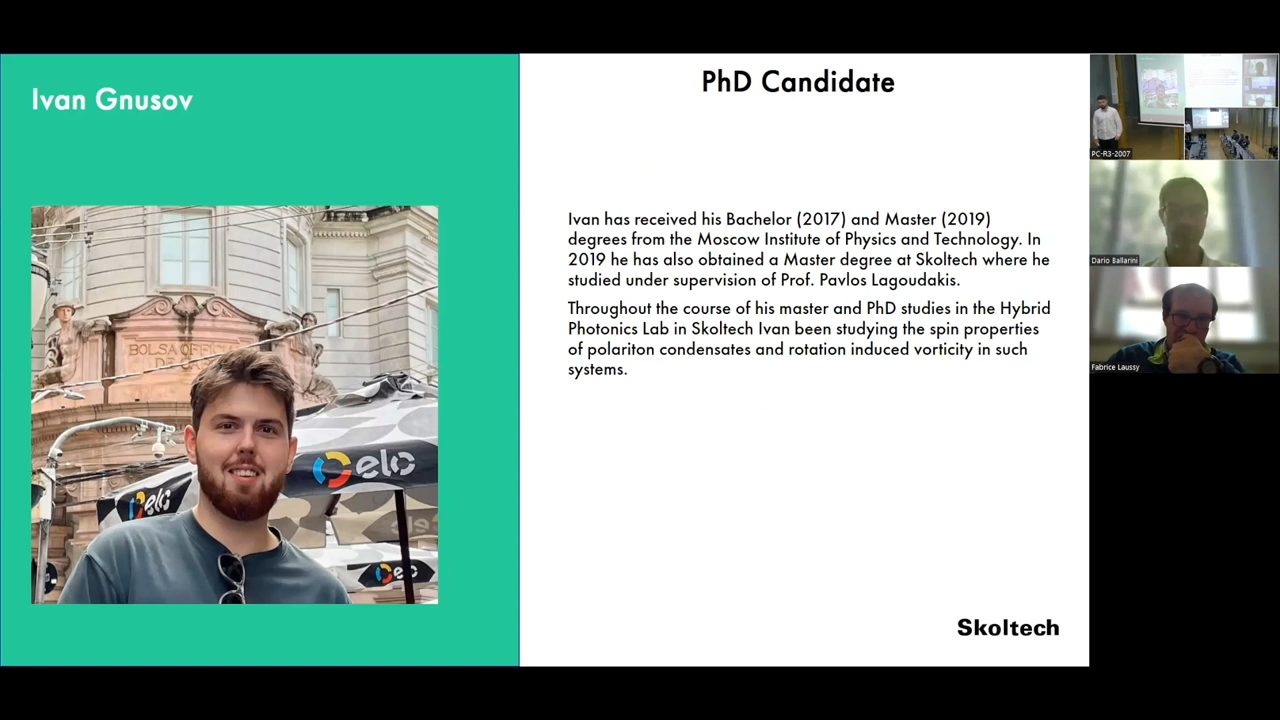 Ivan Gnusov
PhD Candidate
Ivan has received his Bachelor (2017) and Master (2019)
degrees from the Moscow Institute of Physics and Technology. In
2019 he has also obtained a Master degree at Skoltech where he
studied under supervision of Prof. Pavlos Lagoudakis.
Throughout the course of his master and PhD studies in the Hybrid
Photonics Lab in Skoltech Ivan been studying the spin properties
of polariton condensates and rotation induced vorticity in such
systems.
BOLSA
elo
elo
elo
Skoltech
PC-R3-2007
Dario Ballarini
Fabrice Laussy